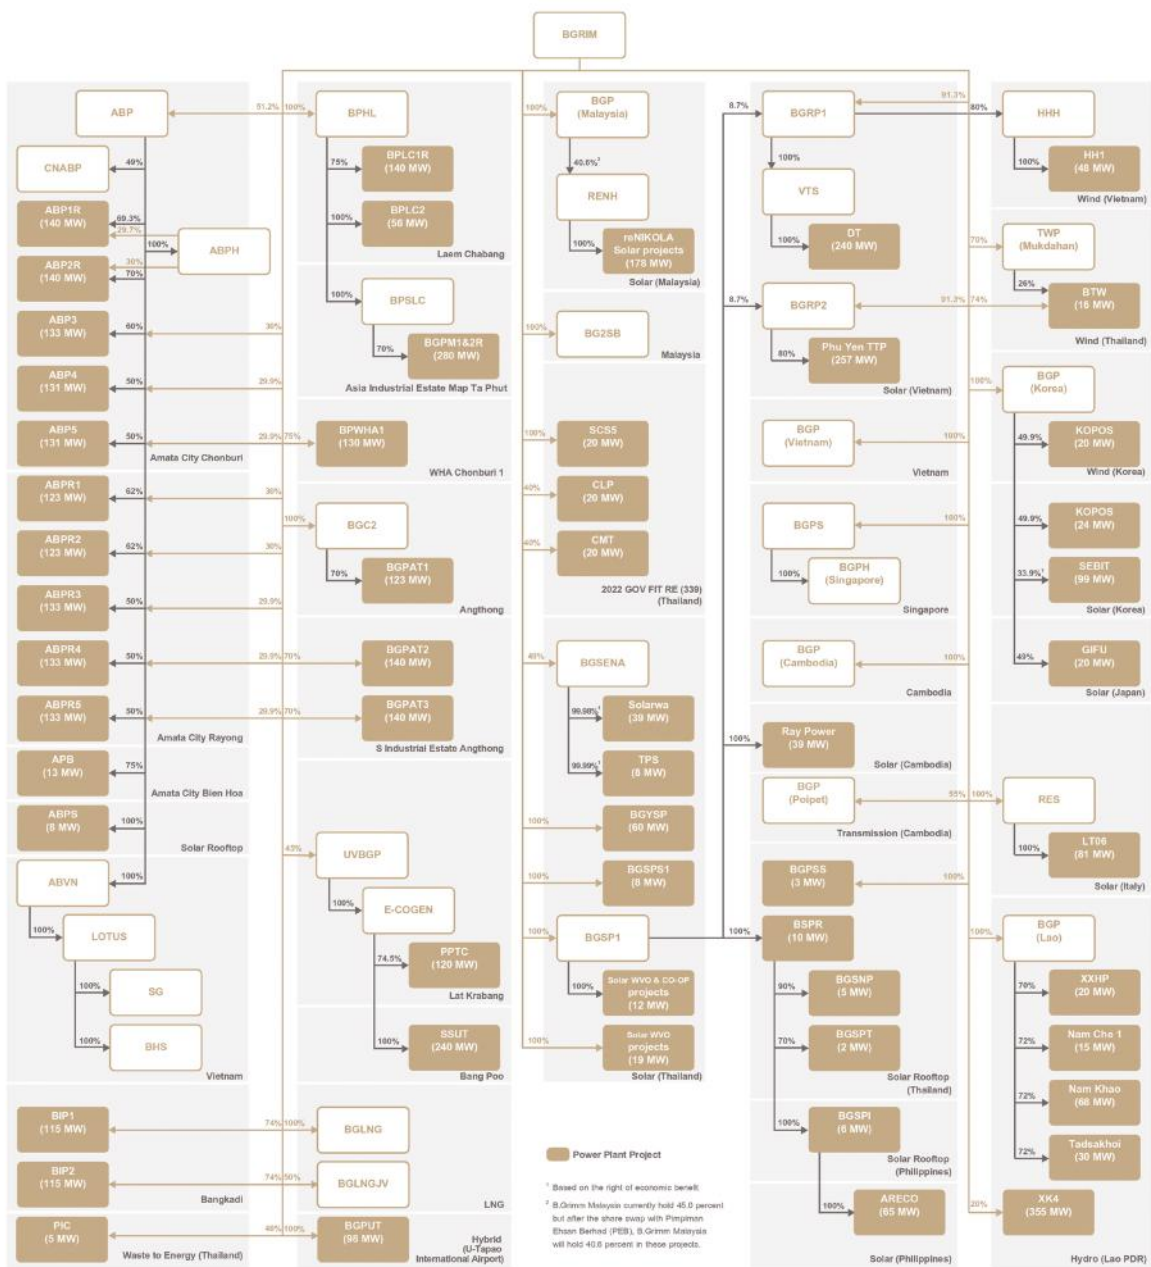 BGRIM
ABP
51.2%
100%
BPHL
49%
CNABP
ABP1R
(140 MW)
69.3%
29.7%
100%
ABPH
ABP2R
(140 MW)
30%
70%
ABP3
(133 MW)
60%
30%
ABP4
(131 MW)
50%
29.9%
ABP5
(131 MW)
50%
29.9%
Amata City Chonburi
ABPR1
(123 MW)
62%
30%
ABPR2
(123 MW)
62%
30%
ABPR3
(133 MW)
50%
29.9%
ABPR4
(133 MW)
50%
29.9%
ABPR5
(133 MW)
50%
29.9%
Amata City Rayong
APB
(13 MW)
75%
Amata City Bien Hoa
ABPS
(8 MW)
100%
Solar Rooftop
ABVN
100%
100%
LOTUS
100%
SG
100%
BHS
Vietnam
BIP1
(115 MW)
74%
BIP2
(115 MW)
74%
Bangkadi
PIC
(5 MW)
48%
Waste to Energy (Thailand)
75%
BPLC1R
(140 MW)
100%
BPLC2
(56 MW)
Laem Chabang
100%
BPSLC
70%
BGPM1&2R
(280 MW)
Asia Industrial Estate Map Ta Phut
75%
BPWHA1
(130 MW)
WHA Chonburi 1
100%
BGC2
70%
BGPAT1
(123 MW)
Angthong
70%
BGPAT2
(140 MW)
70%
BGPAT3
(140 MW)
S Industrial Estate Angthong
43%
UVBGP
100%
E-COGEN
74.5%
PPTC
(120 MW)
Lat Krabang
100%
SSUT
(240 MW)
Bang Poo
100%
BGLNG
50%
BGLNGJV
LNG
100%
BGPUT
(98 MW)
Hybrid
(U-Tapao
International Airport)
100%
BGP
(Malaysia)
40.6%²
RENH
100%
reNIKOLA
Solar projects
(178 MW)
Solar (Malaysia)
100%
BG2SB
Malaysia
100%
SCS5
(20 MW)
40%
CLP
(20 MW)
40%
CMT
(20 MW)
2022 GOV FIT RE (339)
(Thailand)
49%
BGSENA
99.98%¹
Solarwa
(39 MW)
99.99%¹
TPS
(8 MW)
100%
BGYSP
(60 MW)
100%
BGSPS1
(8 MW)
100%
BGSP1
100%
Solar WVO & CO-OP
projects
(12 MW)
100%
Solar WVO
projects
(19 MW)
Solar (Thailand)
Power Plant Project
¹ Based on the right of economic benefit
² B.Grimm Malaysia currently hold 45.0 percent
but after the share swap with Pimpiman
Ehsan Berhad (PEB), B.Grimm Malaysia
will hold 40.6 percent in these projects.
8.7%
BGRP1
91.3%
100%
VTS
100%
DT
(240 MW)
8.7%
BGRP2
91.3%
80%
Phu Yen TTP
(257 MW)
Solar (Vietnam)
BGP
(Vietnam)
100%
Vietnam
BGPS
100%
100%
BGPH
(Singapore)
Singapore
BGP
(Cambodia)
100%
Cambodia
100%
Ray Power
(39 MW)
Solar (Cambodia)
BGP
(Poipet)
55%
Transmission (Cambodia)
BGPSS
(3 MW)
100%
100%
BSPR
(10 MW)
90%
BGSNP
(5 MW)
70%
BGSPT
(2 MW)
Solar Rooftop
(Thailand)
100%
BGSPI
(6 MW)
Solar Rooftop
(Philippines)
100%
ARECO
(65 MW)
Solar (Philippines)
80%
HHH
100%
HH1
(48 MW)
Wind (Vietnam)
70%
TWP
(Mukdahan)
26%
74%
BTW
(16 MW)
Wind (Thailand)
100%
BGP
(Korea)
49.9%
KOPOS
(20 MW)
Wind (Korea)
49.9%
KOPOS
(24 MW)
33.9%¹
SEBIT
(99 MW)
Solar (Korea)
49%
GIFU
(20 MW)
Solar (Japan)
100%
RES
100%
LT06
(81 MW)
Solar (Italy)
100%
BGP
(Lao)
70%
XXHP
(20 MW)
72%
Nam Che 1
(15 MW)
72%
Nam Khao
(68 MW)
72%
Tadsakhoi
(30 MW)
20%
XK4
(355 MW)
Hydro (Lao PDR)